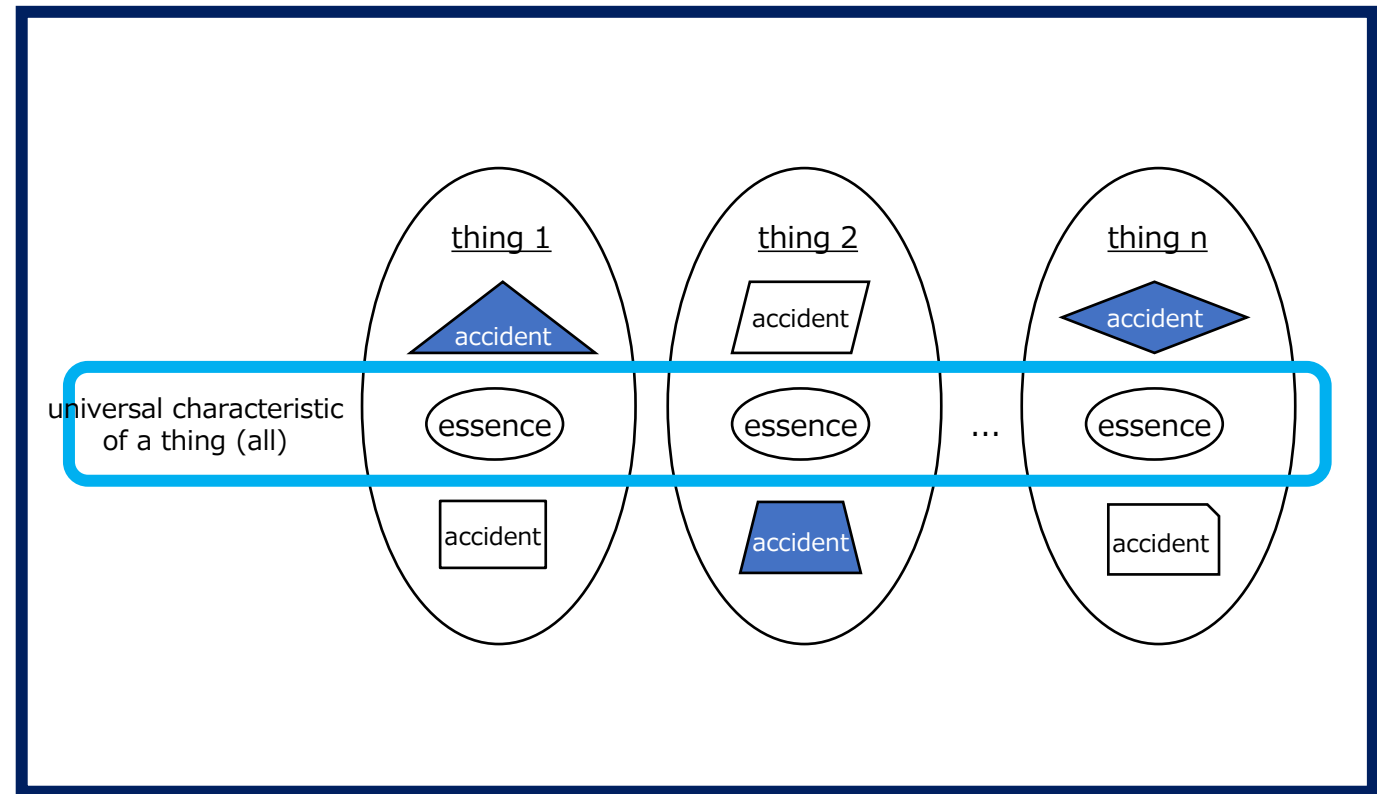 thing 1
thing 2
thing n
accident
accident
accident
universal characteristic
of a thing (all)
essence
essence
...
essence
accident
accident
accident